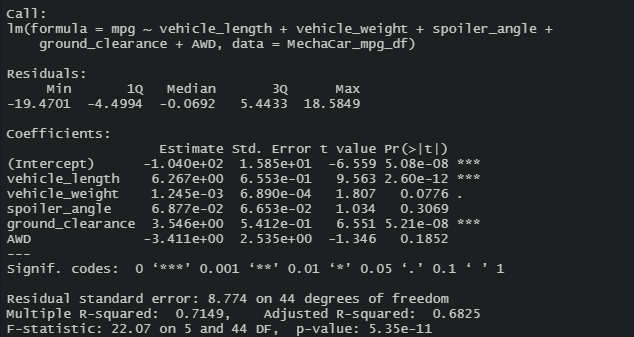 Call:
lm(formula = mpg ~ vehicle_length + vehicle_weight + spoiler_angle +
    ground_clearance + AWD, data = MechaCar_mpg_df)

Residuals:
     Min       1Q   Median       3Q      Max
-19.4701  -4.4994  -0.0692   5.4433  18.5849

Coefficients:
                   Estimate Std. Error t value Pr(>|t|)
(Intercept)      -1.040e+02  1.585e+01  -6.559 5.08e-08 ***
vehicle_length    6.267e+00  6.553e-01   9.563 2.60e-12 ***
vehicle_weight    1.245e-03  6.890e-04   1.807   0.0776 .
spoiler_angle     6.877e-02  6.653e-02   1.034   0.3069
ground_clearance  3.546e+00  5.412e-01   6.551 5.21e-08 ***
AWD              -3.411e+00  2.535e+00  -1.346   0.1852
---
Signif. codes:  0 ‘***’ 0.001 ‘**’ 0.01 ‘*’ 0.05 ‘.’ 0.1 ‘ ’ 1

Residual standard error: 8.774 on 44 degrees of freedom
Multiple R-squared:  0.7149,    Adjusted R-squared:  0.6825
F-statistic: 22.07 on 5 and 44 DF,  p-value: 5.35e-11